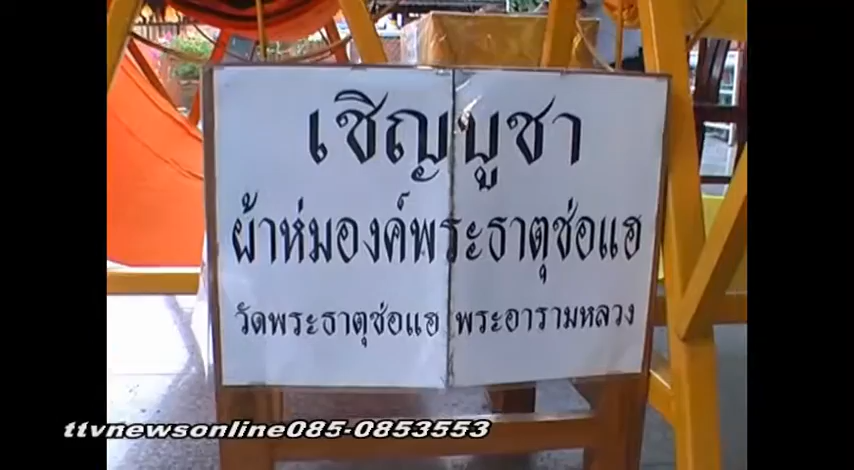 เชิญบูชา
ผ้าห่มองค์พระธาตุช่อแฮ
วัดพระธาตุช่อแฮ พระอารามหลวง
ttvnewsonline085-0853553